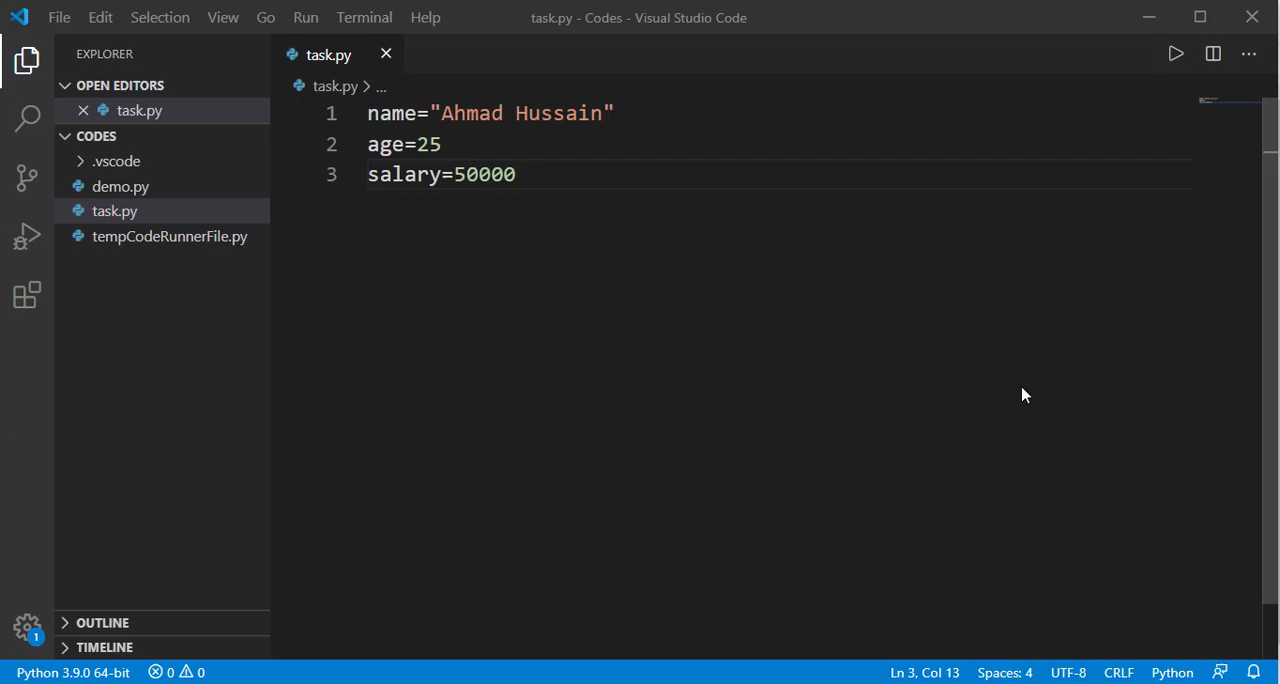 File Edit Selection View Go Run Terminal Help task.py - Codes - Visual Studio Code
EXPLORER
OPEN EDITORS
task.py
CODES
.vscode
demo.py
task.py
tempCodeRunnerFile.py
OUTLINE
TIMELINE
1
task.py
task.py > ...
1 name="Ahmad Hussain"
2 age=25
3 salary=50000
Python 3.9.0 64-bit 0 0 Ln 3, Col 13 Spaces: 4 UTF-8 CRLF Python